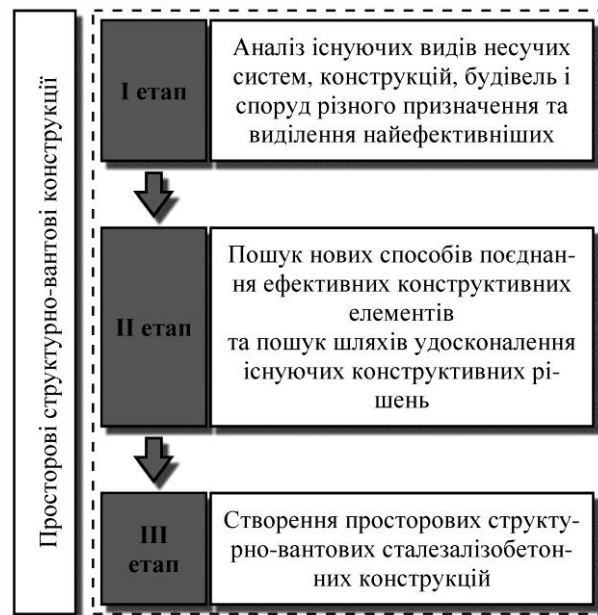 Просторові структурно-вантові конструкції
I етап
Аналіз існуючих видів несучих
систем, конструкцій, будівель і
споруд різного призначення та
виділення найефективніших
II етап
Пошук нових способів поєднан-
ня ефективних конструктивних
елементів
та пошук шляхів удосконалення
існуючих конструктивних рі-
шень
III
етап
Створення просторових структу-
рно-вантових сталезалізобетон-
них конструкцій